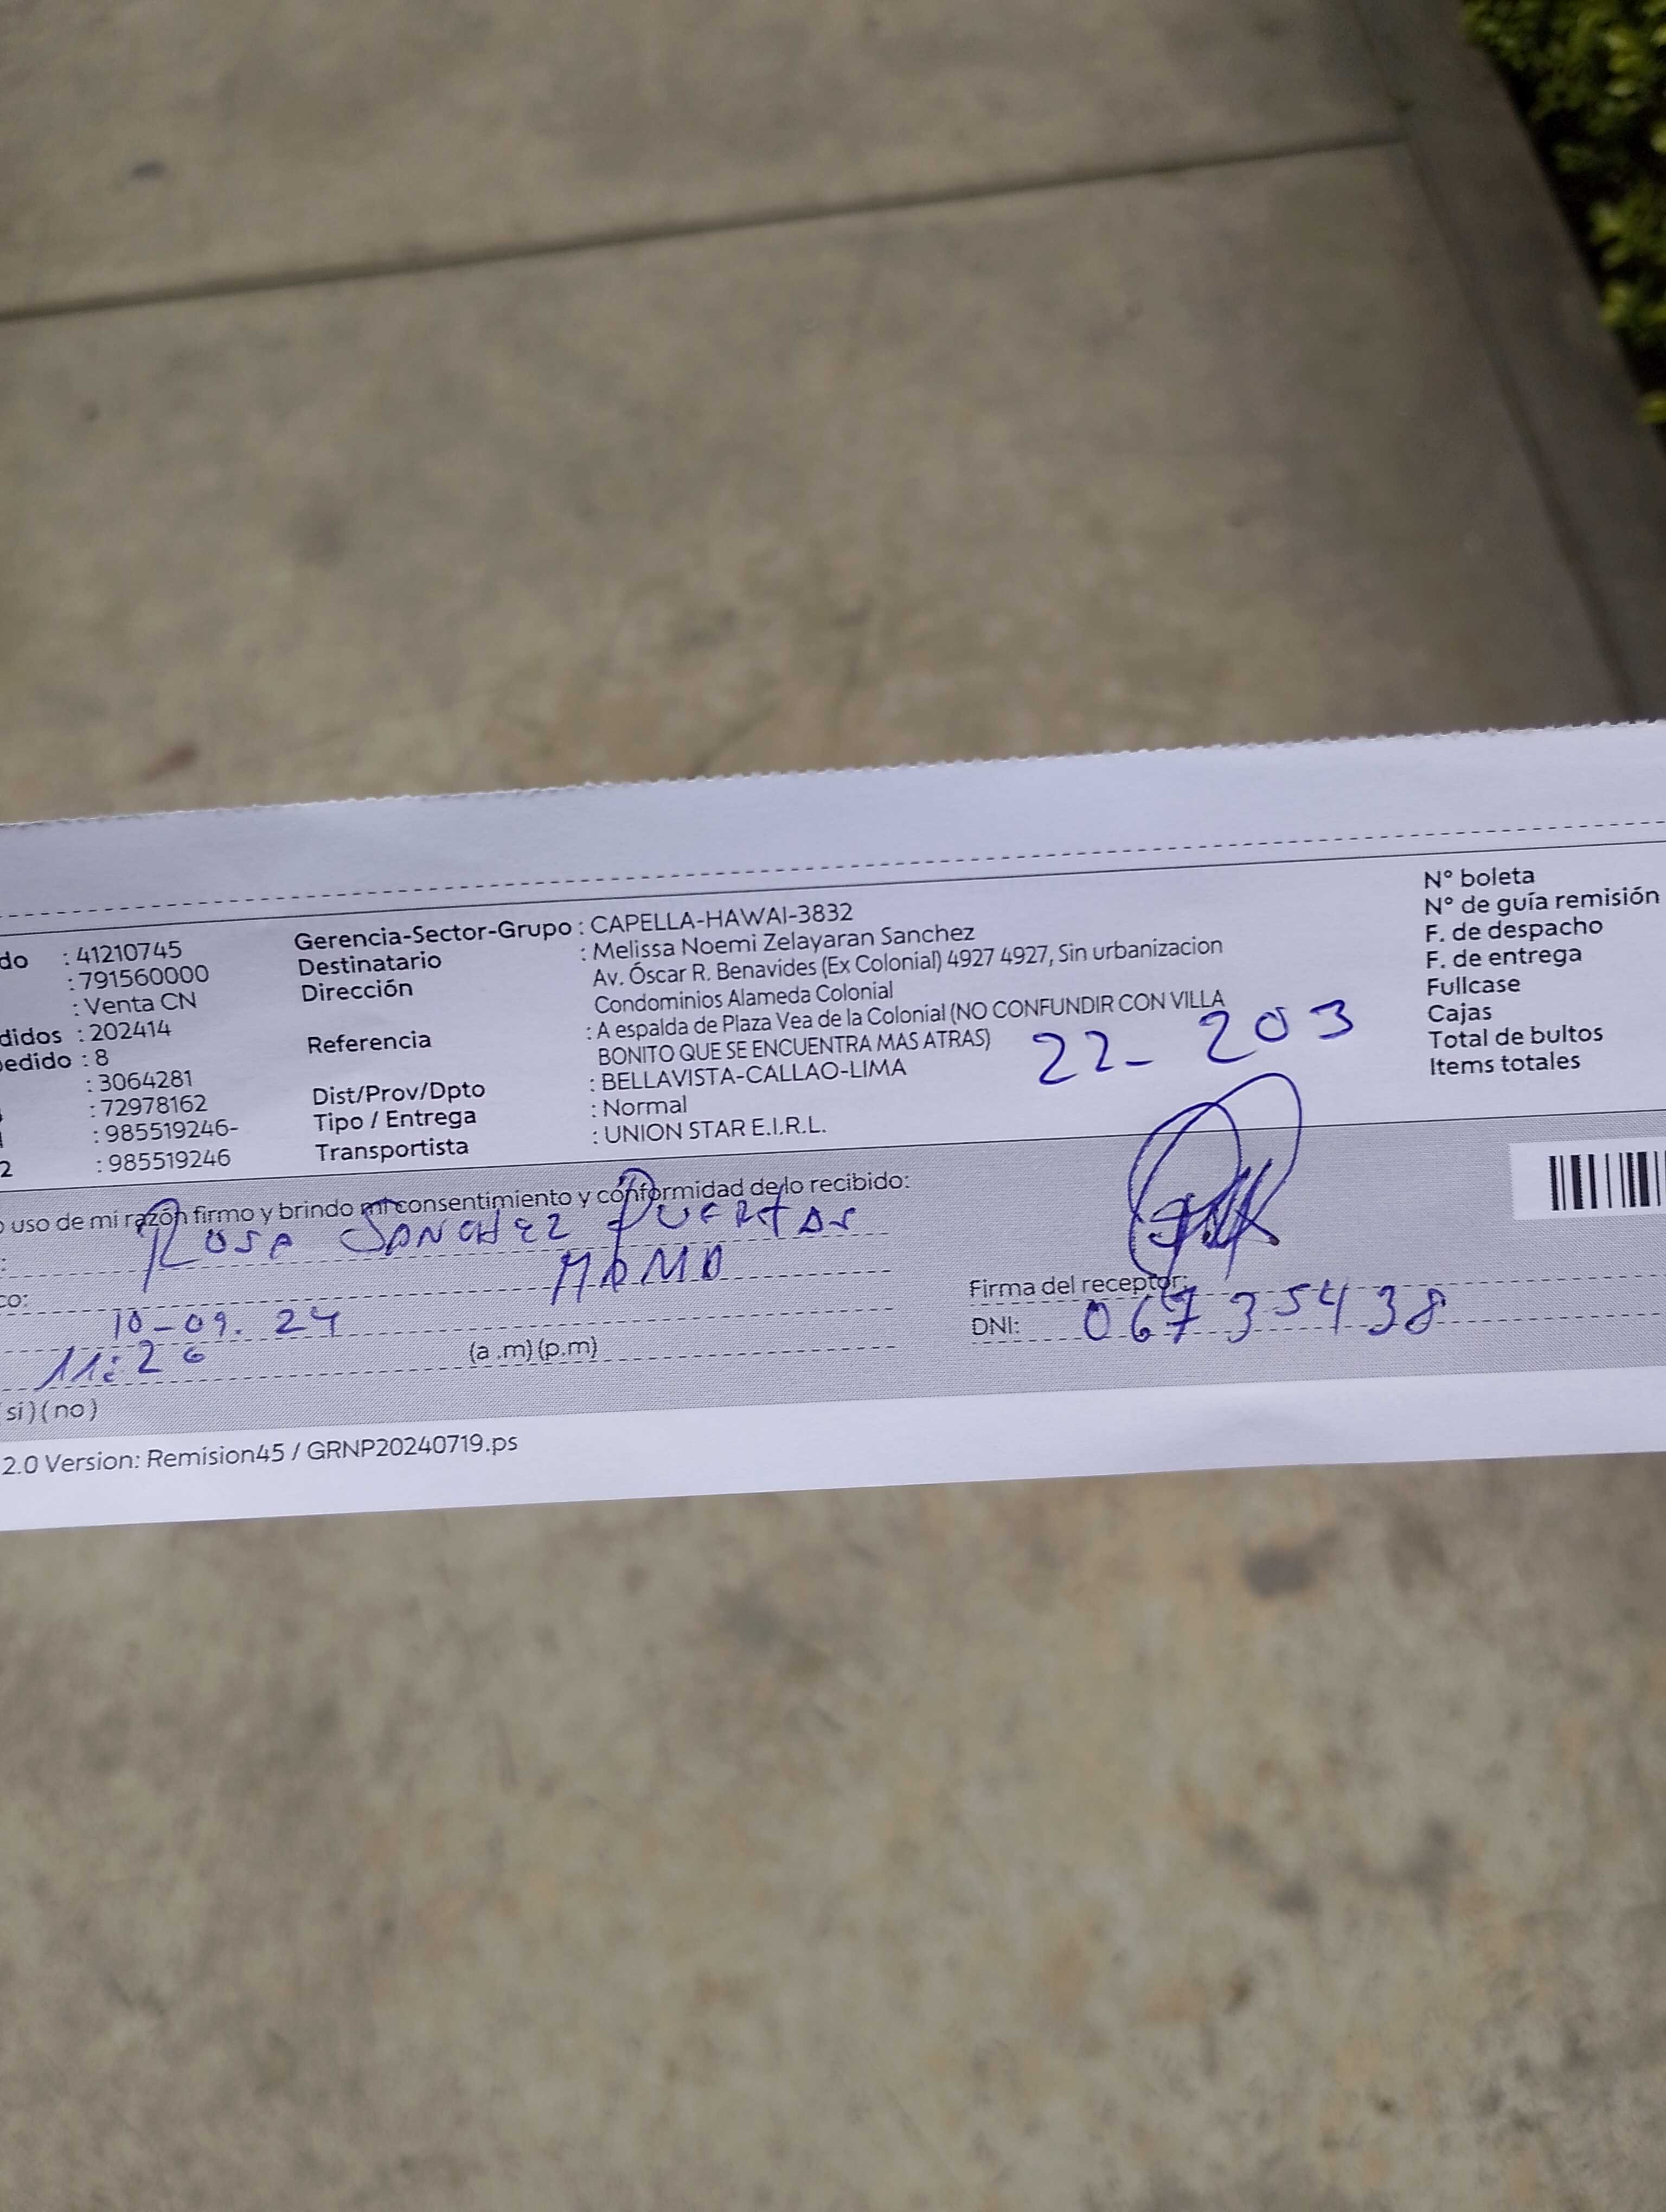 do : 41210745
: 791560000
: Venta CN
didos : 202414
edido : 8
: 3064281
: 72978162
: 985519246-
2 : 985519246
Gerencia-Sector-Grupo : CAPELLA-HAWAI-3832
Destinatario : Melissa Noemi Zelayaran Sanchez
Dirección Av. Óscar R. Benavides (Ex Colonial) 4927 4927, Sin urbanizacion
Condominios Alameda Colonial
Referencia : A espalda de Plaza Vea de la Colonial (NO CONFUNDIR CON VILLA
BONITO QUE SE ENCUENTRA MAS ATRAS)
Dist/Prov/Dpto : BELLAVISTA-CALLAO-LIMA
Tipo / Entrega : Normal
Transportista : UNION STAR E.I.R.L.
22- 203
N° boleta
N° de guía remisión
F. de despacho
F. de entrega
Fullcase
Cajas
Total de bultos
Items totales
o uso de mi razón firmo y brindo mi consentimiento y conformidad de lo recibido:
: ROSA SANCHEZ PUERTAS
co: MAMA
10-09. 24
11:20 (a .m) (p.m)
Firma del receptor:
DNI: 06735438
si) ( no )
2.0 Version: Remision45 / GRNP20240719.ps